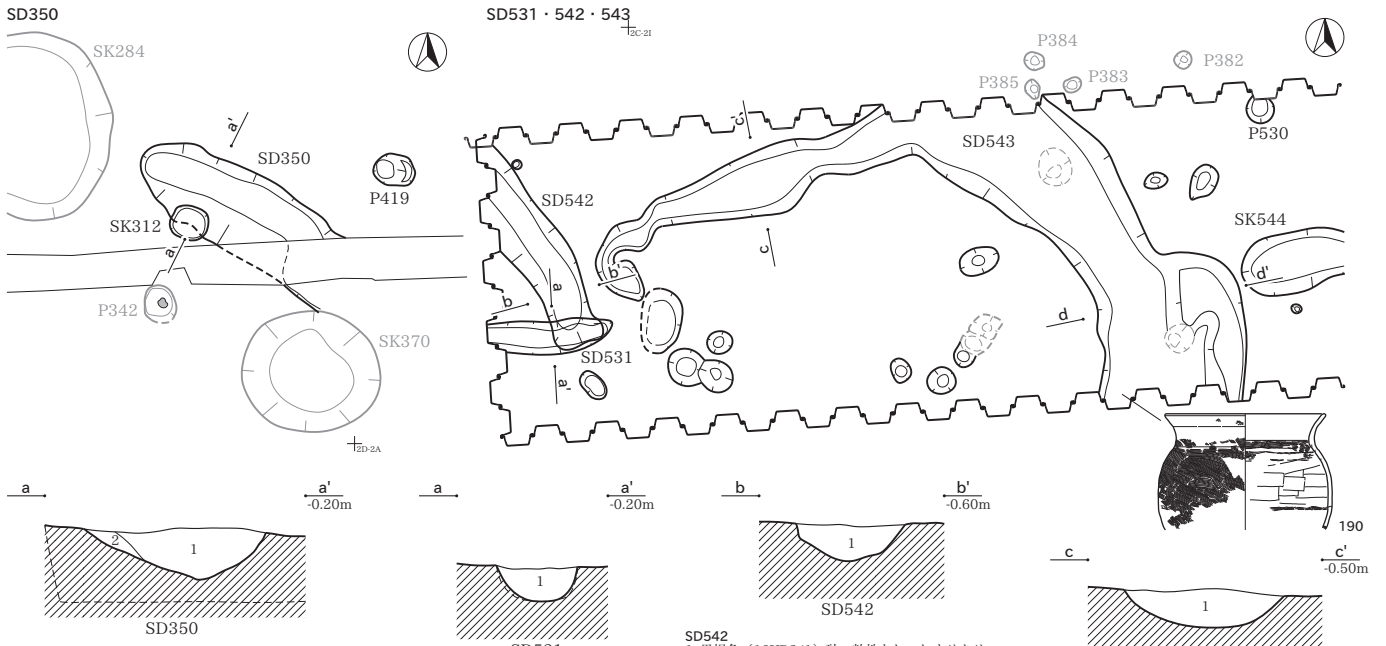 SD350
SK284
a'
SD350
P419
SK312
a
P342
SK370
2D-2A
SD531・542・543
2C-2I
P384
P385
P383
P382
P530
c'
SD543
SD542
SK544
b'
a
b
c
d'
d
SD531
a'
190
a
a'
-0.20m
2
1
SD350
a
a'
-0.20m
1
b
b'
-0.60m
1
SD542
SD542
c
c'
-0.50m
1